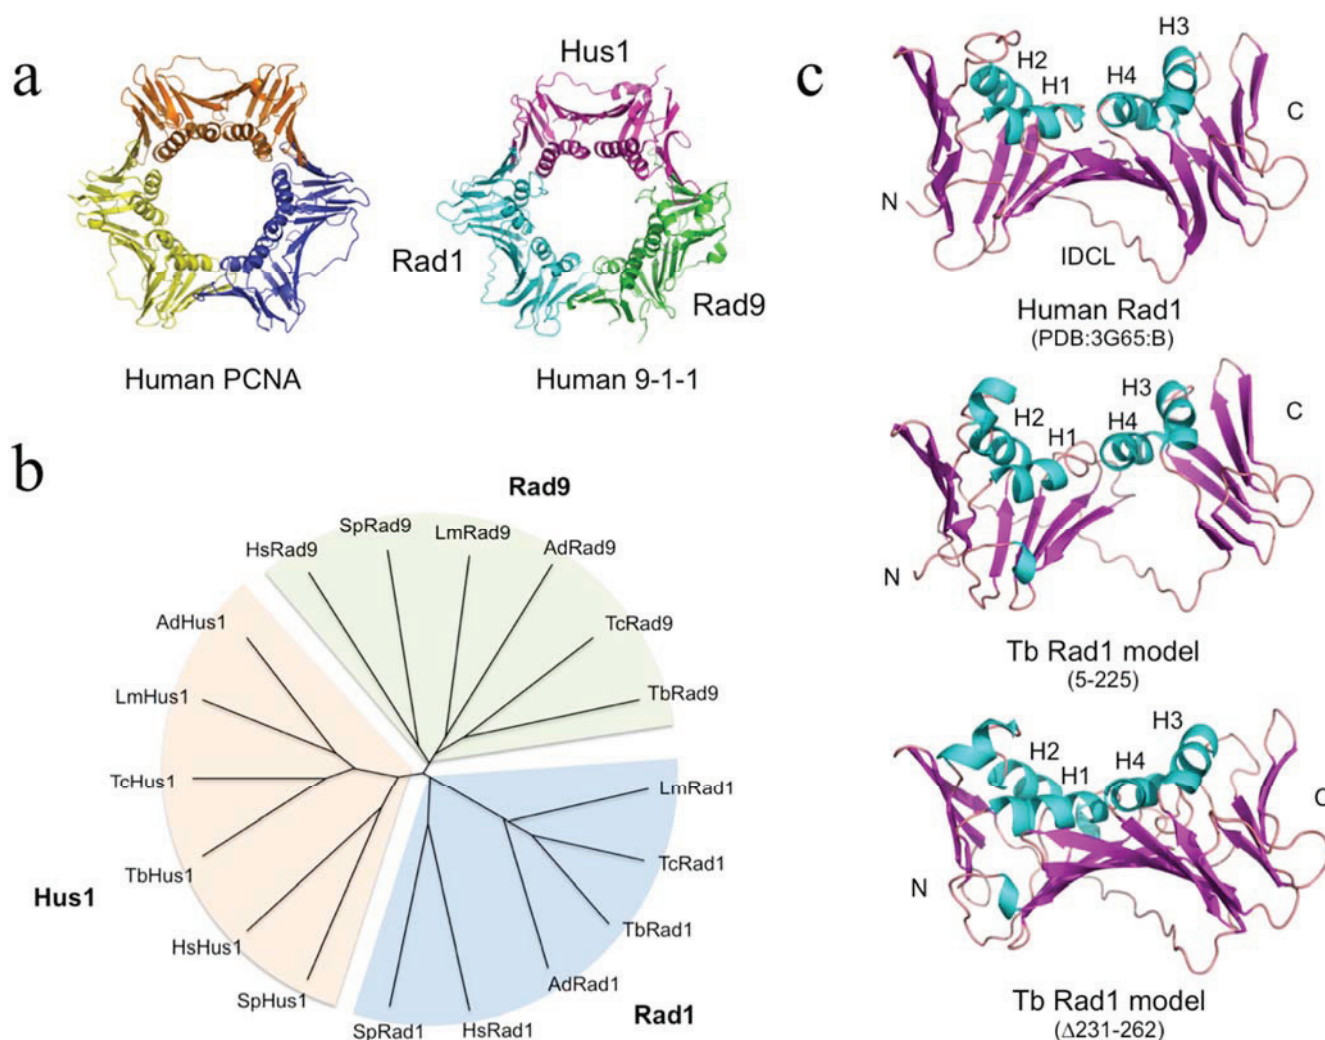 a
Hus1
Rad1
Rad9
Human PCNA
Human 9-1-1
b
Rad9
HsRad9
SpRad9
LmRad9
AdRad9
TcRad9
TbRad9
AdHus1
LmHus1
TcHus1
TbHus1
HsHus1
SpHus1
Hus1
LmRad1
TcRad1
TbRad1
AdRad1
HsRad1
SpRad1
Rad1
c
H3
H2
H1
H4
C
N
IDCL
Human Rad1
(PDB:3G65:B)
H3
H2
H1
H4
C
N
Tb Rad1 model
(5-225)
H3
H2
H1
H4
C
N
Tb Rad1 model
(Δ231-262)